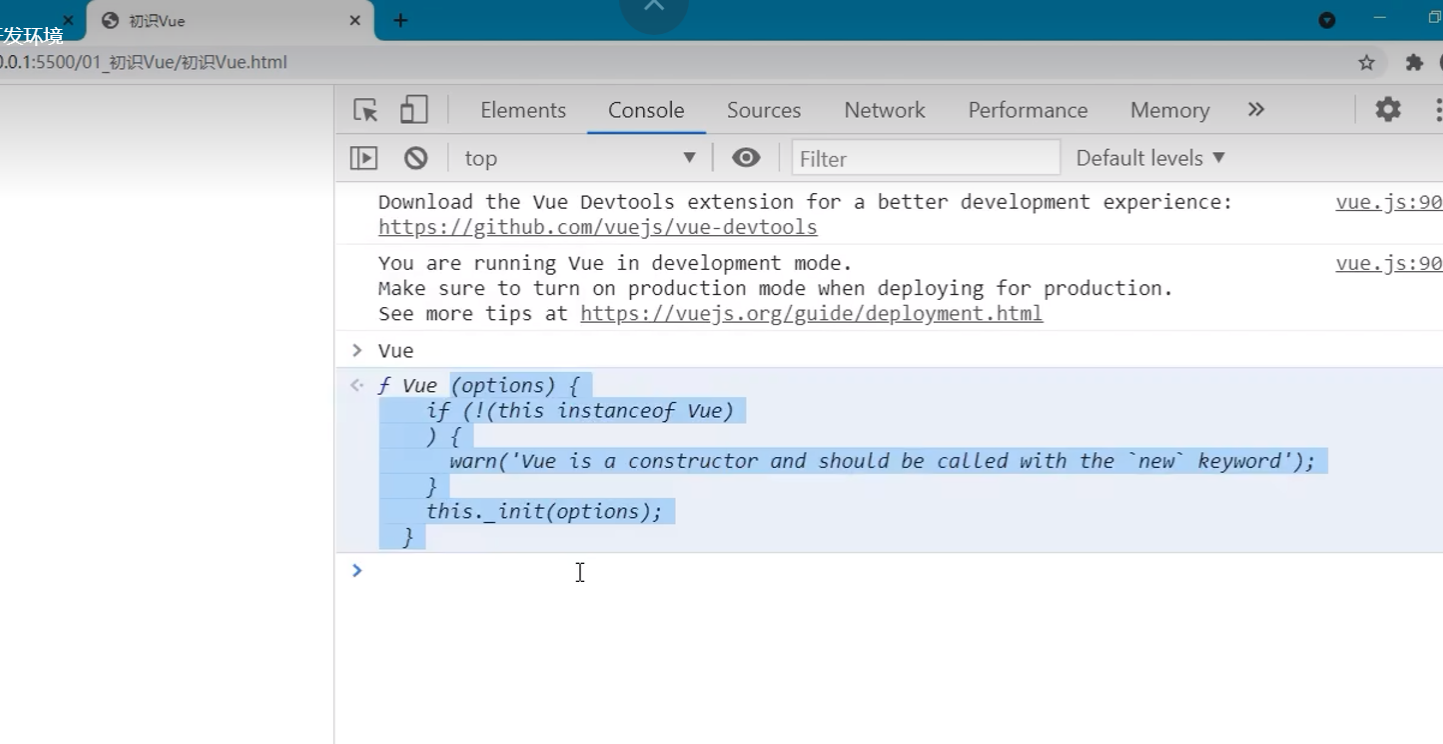 初识Vue
开发环境
0.0.1:5500/01_初识Vue/初识Vue.html
Elements Console Sources Network Performance Memory
top Filter Default levels
Download the Vue Devtools extension for a better development experience: vue.js:90
https://github.com/vuejs/vue-devtools
You are running Vue in development mode. vue.js:90
Make sure to turn on production mode when deploying for production.
See more tips at https://vuejs.org/guide/deployment.html
> Vue
ƒ Vue (options) {
if (!(this instanceof Vue)
) {
warn('Vue is a constructor and should be called with the `new` keyword');
}
this._init(options);
}
>